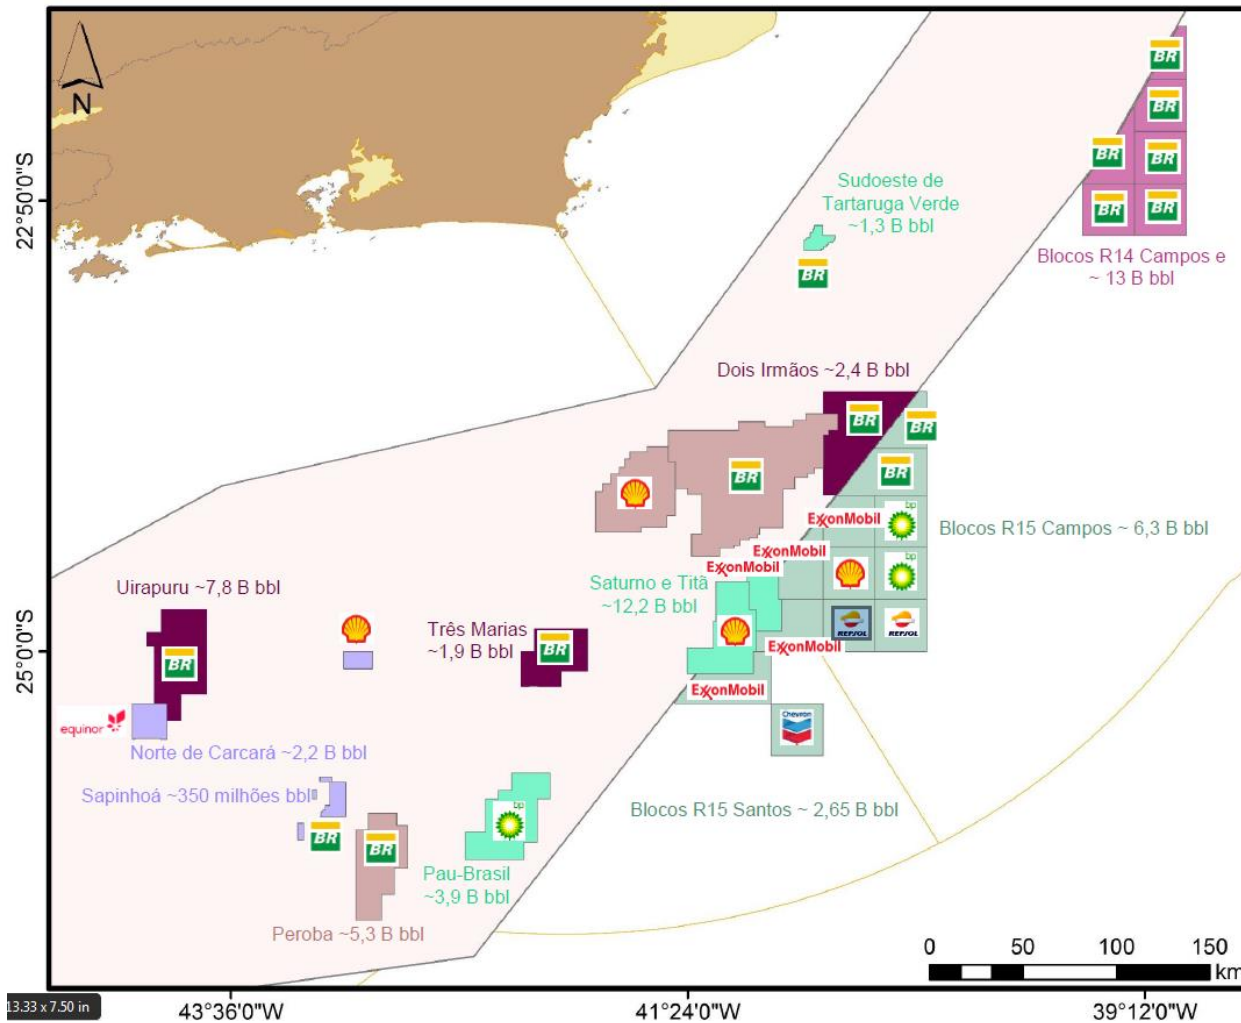 N
22°50'0"S
25°0'0"S
BR
BR
BR
BR
BR
BR
Sudoeste de
Tartaruga Verde
~1,3 B bbl
BR
Blocos R14 Campos e
~ 13 B bbl
Dois Irmãos ~2,4 B bbl
BR
BR
BR
BR
ExxonMobil
bp
Blocos R15 Campos ~ 6,3 B bbl
ExxonMobil
ExxonMobil
bp
Saturno e Titã
~12,2 B bbl
Uirapuru ~7,8 B bbl
BR
Três Marias
~1,9 B bbl
BR
REPSOL
REPSOL
ExxonMobil
ExxonMobil
equinor
Chevron
Norte de Carcará ~2,2 B bbl
Sapinhoá ~350 milhões bbl
BR
BR
bp
Blocos R15 Santos ~ 2,65 B bbl
Pau-Brasil
~3,9 B bbl
Peroba ~5,3 B bbl
0 50 100 150
km
13.33 x 7.50 in
43°36'0"W 41°24'0"W 39°12'0"W